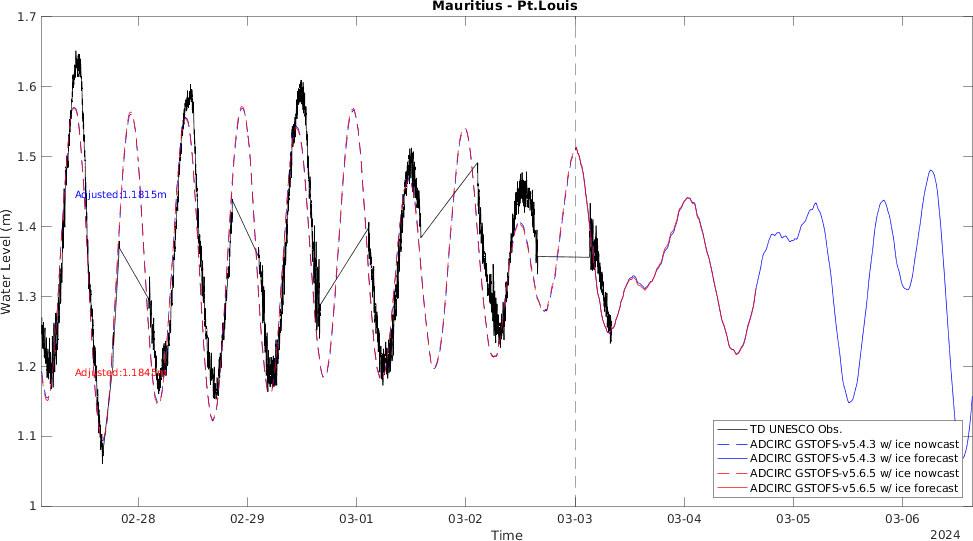 Mauritius - Pt.Louis
Water Level (m)
1.7
1.6
1.5
1.4
1.3
1.2
1.1
1
Adjusted:1.1815m
Adjusted:1.1845m
TD UNESCO Obs.
ADCIRC GSTOFS-v5.4.3 w/ ice nowcast
ADCIRC GSTOFS-v5.4.3 w/ ice forecast
ADCIRC GSTOFS-v5.6.5 w/ ice nowcast
ADCIRC GSTOFS-v5.6.5 w/ ice forecast
02-28 02-29 03-01 03-02 03-03 03-04 03-05 03-06
Time
2024